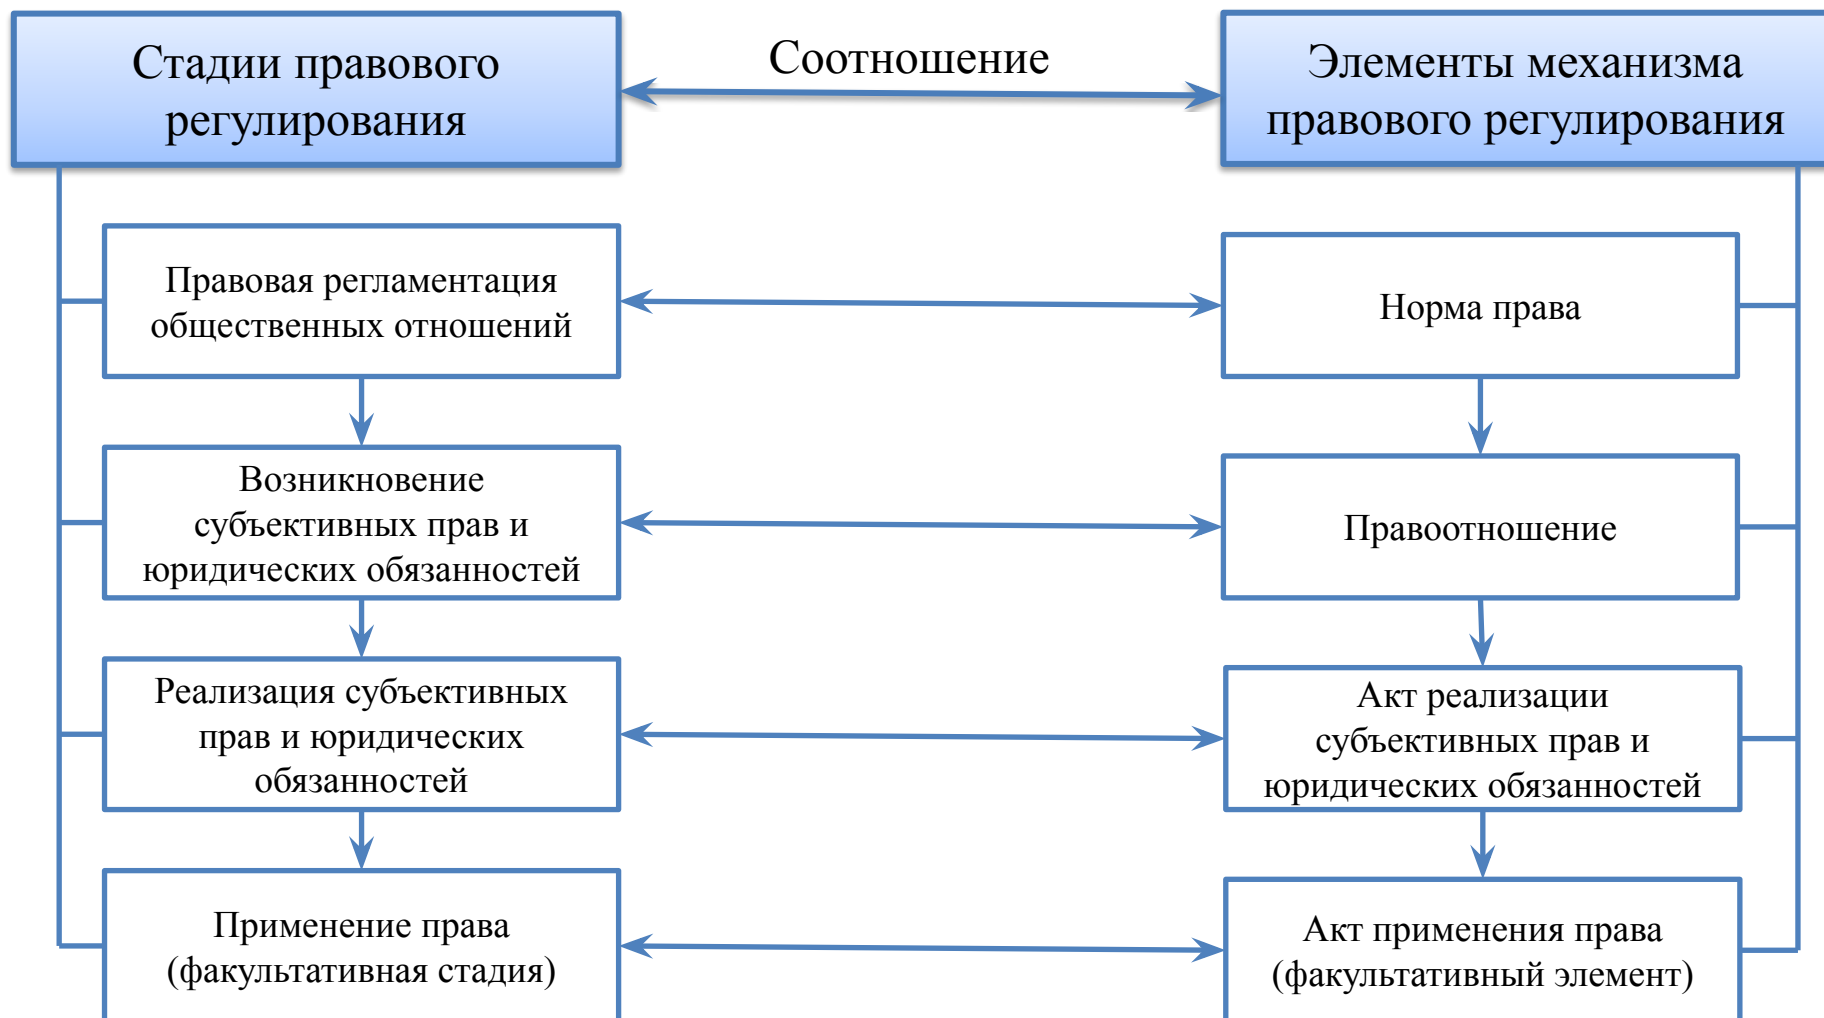 Стадии правового
регулирования
Соотношение
Элементы механизма
правового регулирования
Правовая регламентация
общественных отношений
Норма права
Возникновение
субъективных прав и
юридических обязанностей
Правоотношение
Реализация субъективных
прав и юридических
обязанностей
Акт реализации
субъективных прав и
юридических обязанностей
Применение права
(факультативная стадия)
Акт применения права
(факультативный элемент)